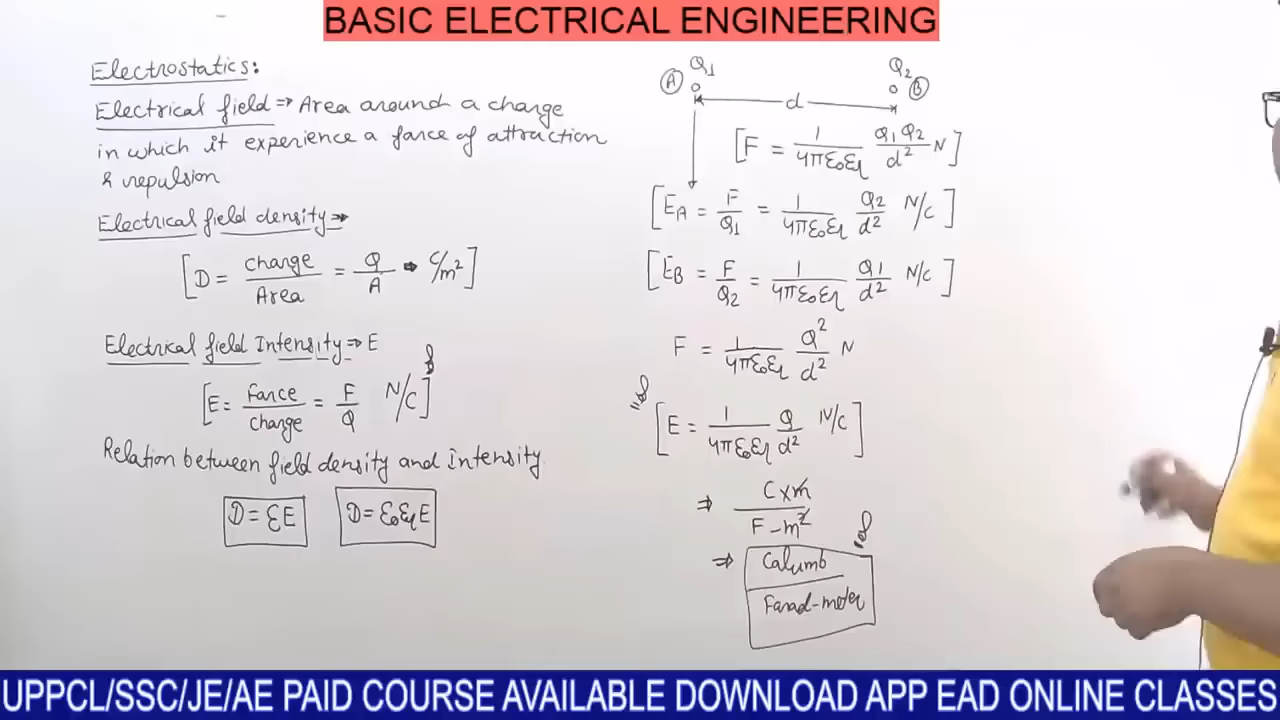 BASIC ELECTRICAL ENGINEERING
Electrostatics:
Electrical field ⇒ Area around a charge
in which it experience a farce of attraction
& repulsion
Electrical field density ⇒
[D = charge/Area = Q/A → C/m²]
Electrical field Intensity ⇒ E
[E = Farce/charge = F/Q N/C]
Relation between field density and intensity
D = εE
D = ε₀εᵣE
Q₁ Q₂
A B
d
[F = 1/4πε₀εᵣ Q₁Q₂/d² N]
[E_A = F/Q₁ = 1/4πε₀εᵣ Q₂/d² N/C]
[E_B = F/Q₂ = 1/4πε₀εᵣ Q₁/d² N/C]
F = 1/4πε₀εᵣ Q²/d² N
[E = 1/4πε₀εᵣ Q/d² N/C]
⇒ C×m/F-m²
⇒ Calumb
Farad-meter
UPPCL/SSC/JE/AE PAID COURSE AVAILABLE DOWNLOAD APP EAD ONLINE CLASSES